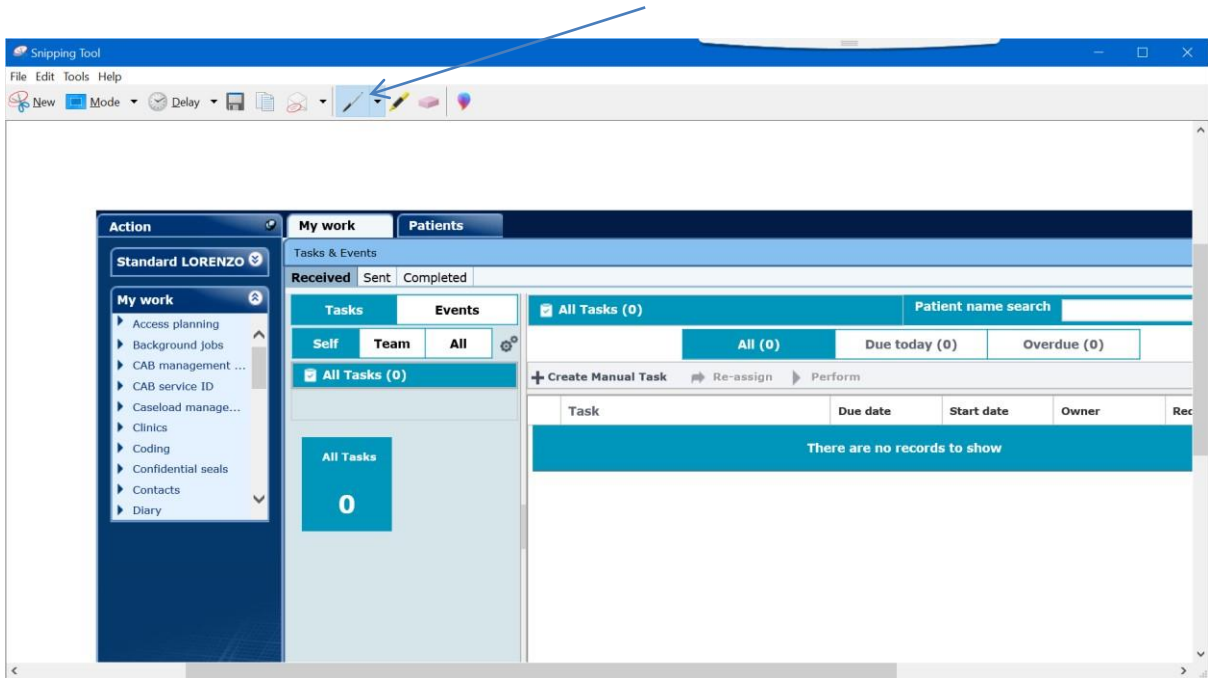 Snipping Tool
File Edit Tools Help
New Mode Delay
Action
My work Patients
Standard LORENZO
Tasks & Events
Received Sent Completed
My work
Access planning
Background jobs
CAB management ...
CAB service ID
Caseload manage...
Clinics
Coding
Confidential seals
Contacts
Diary
Tasks Events
Self Team All
All Tasks (0)
All Tasks
0
All Tasks (0) Patient name search
All (0) Due today (0) Overdue (0)
Create Manual Task Re-assign Perform
Task Due date Start date Owner Rec
There are no records to show